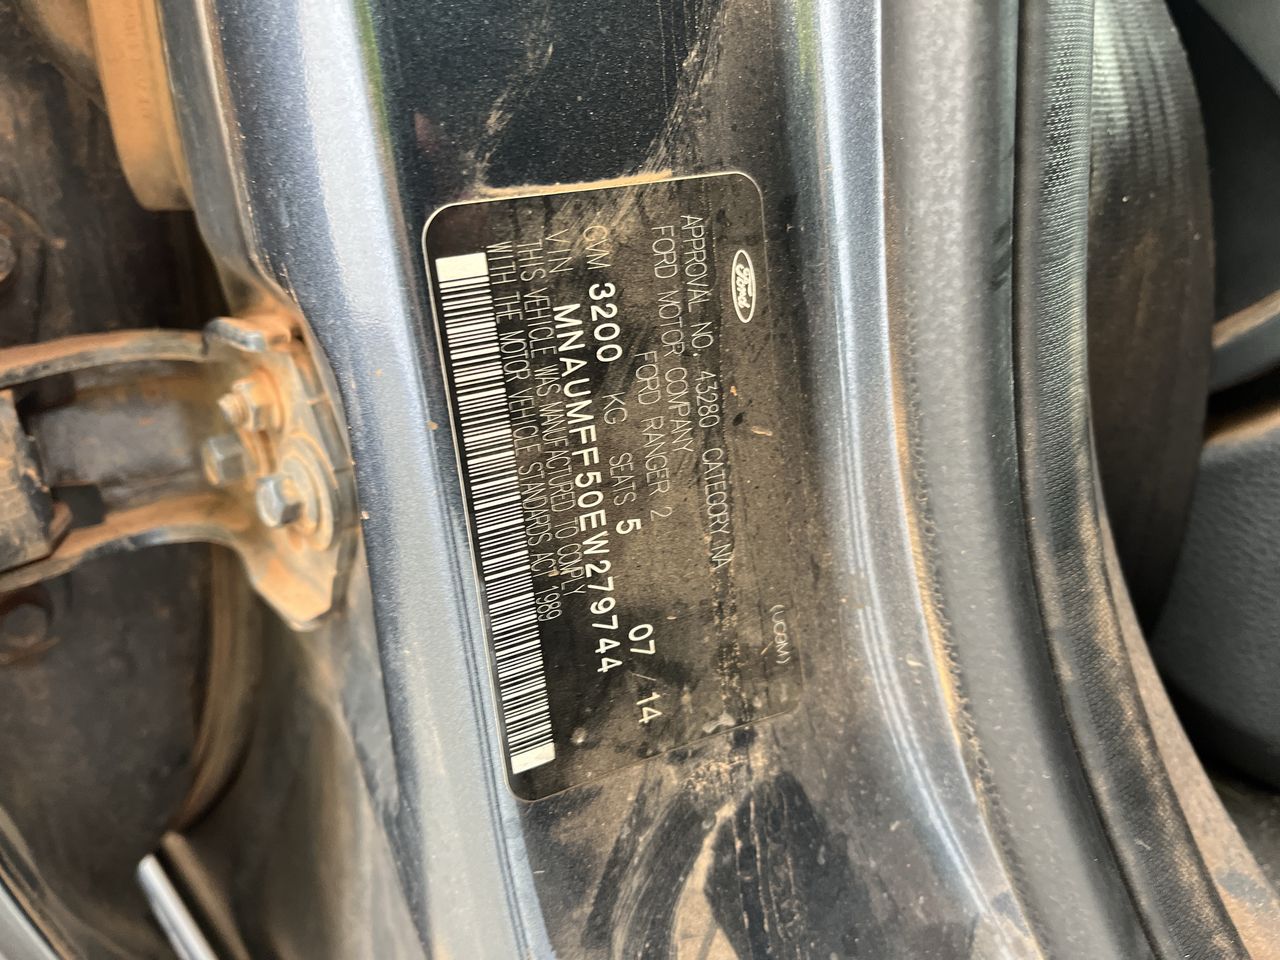 Ford
(UCQM)
APPROVAL NO. 43280 CATEGORY NA
FORD MOTOR COMPANY
FORD RANGER 2 07/14
GVM 3200 KG SEATS 5
VIN MNAUMFF50EW279744
THIS VEHICLE WAS MANUFACTURED TO COMPLY
WITH THE MOTOR VEHICLE STANDARDS ACT 1989